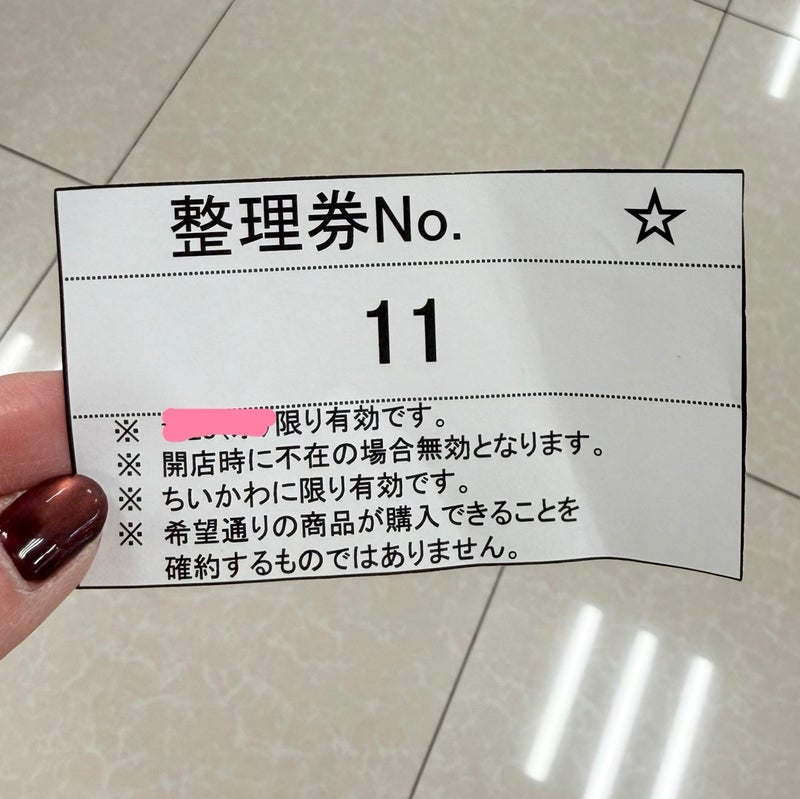 整理券No. ☆
11
※ 限り有効です。
※ 開店時に不在の場合無効となります。
※ ちいかわに限り有効です。
※ 希望通りの商品が購入できることを
確約するものではありません。